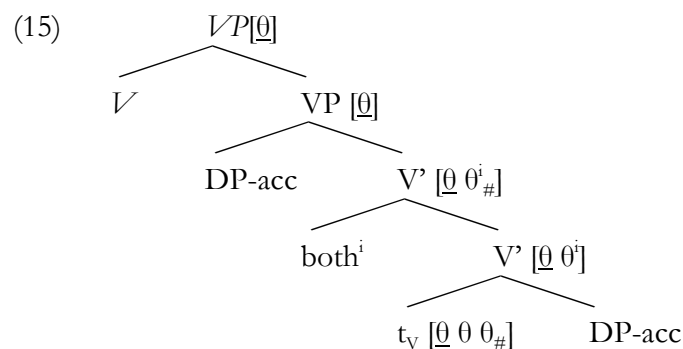 (15) VP[θ]
V VP [θ]
DP-acc V' [θ θⁱ#]
bothⁱ V' [θ θⁱ]
tV [θ θ θ#] DP-acc